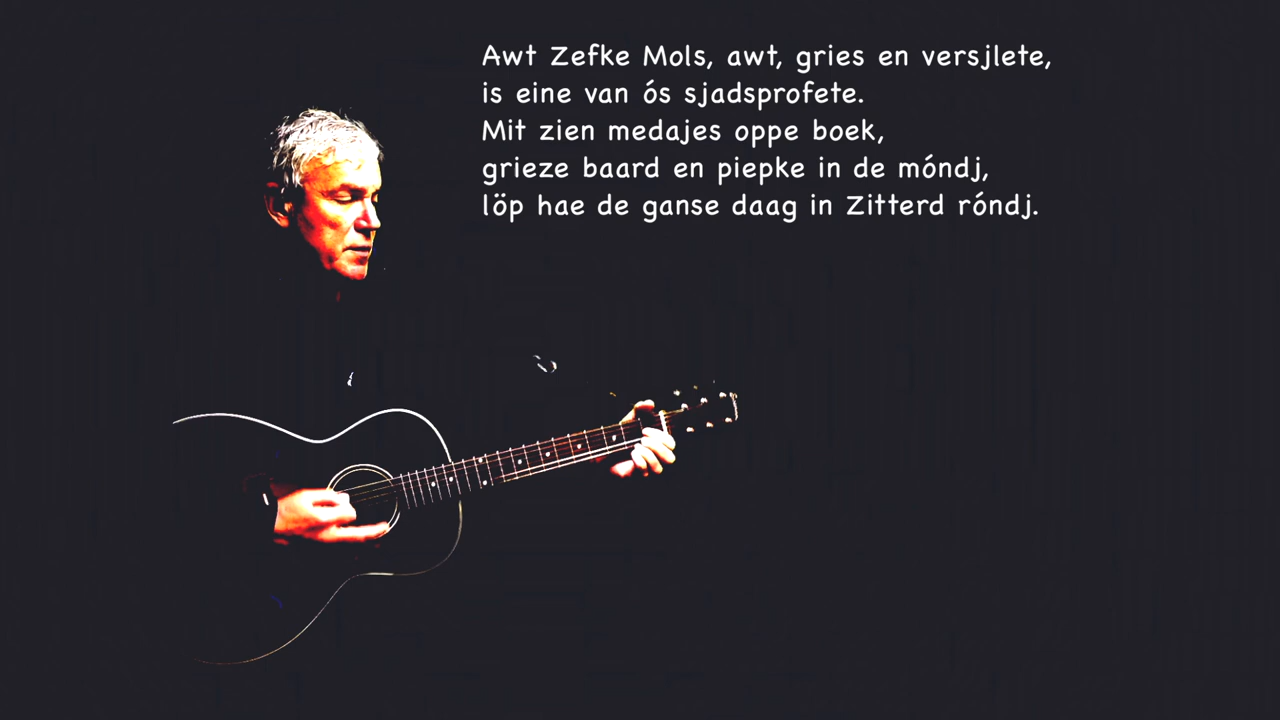 Awt Zefke Mols, awt, gries en versjlete,
is eine van ós sjadsprofete.
Mit zien medajes oppe boek,
grieze baard en piepke in de móndj,
löp hae de ganse daag in Zitterd róndj.